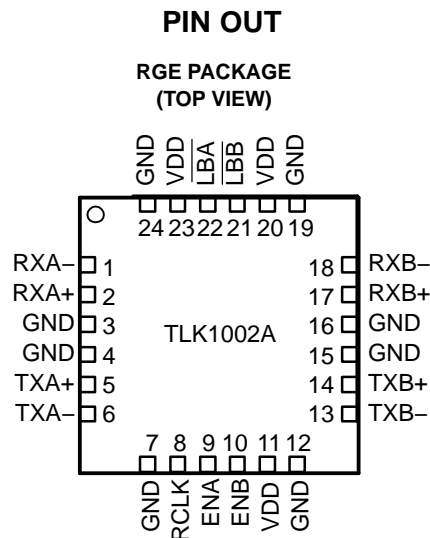 PIN OUT
RGE PACKAGE
(TOP VIEW)
GND VDD LBA LBB VDD GND
24 23 22 21 20 19
RXA− 1 18 RXB−
RXA+ 2 17 RXB+
GND 3 16 GND
GND 4 15 GND
TLK1002A
TXA+ 5 14 TXB+
TXA− 6 13 TXB−
7 8 9 10 11 12
GND RCLK ENA ENB VDD GND